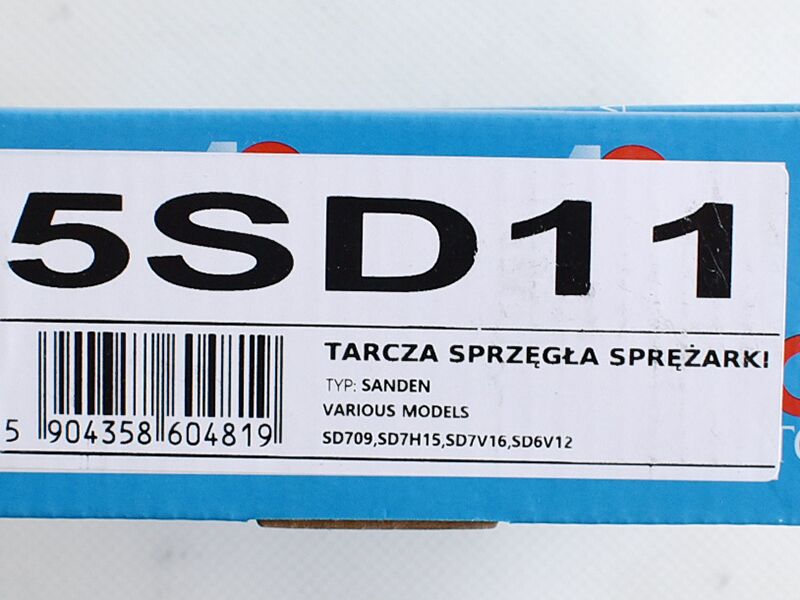 5SD11
TARCZA SPRZĘGŁA SPRĘŻARKI
TYP: SANDEN
VARIOUS MODELS
SD709,SD7H15,SD7V16,SD6V12
5 904358 604819